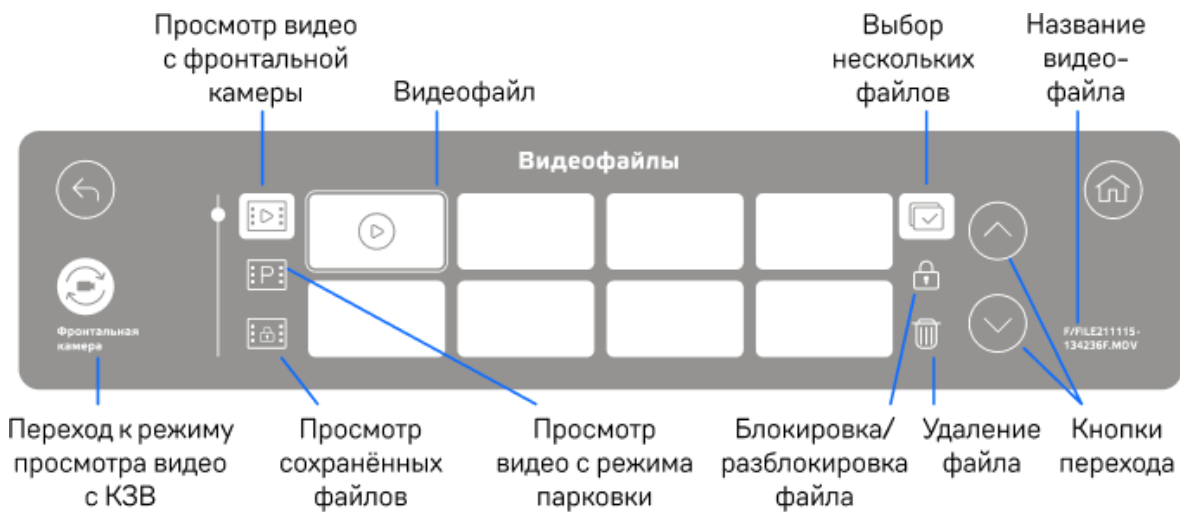 Просмотр видео
с фронтальной
камеры
Видеофайл
Выбор
нескольких
файлов
Название
видео-
файла
Видеофайлы
P
Фронтальная
камера
F/FILE211115-
134236F.MOV
Переход к режиму
просмотра видео
с КЗВ
Просмотр
сохранённых
файлов
Просмотр
видео с режима
парковки
Блокировка/
разблокировка
файла
Удаление
файла
Кнопки
перехода